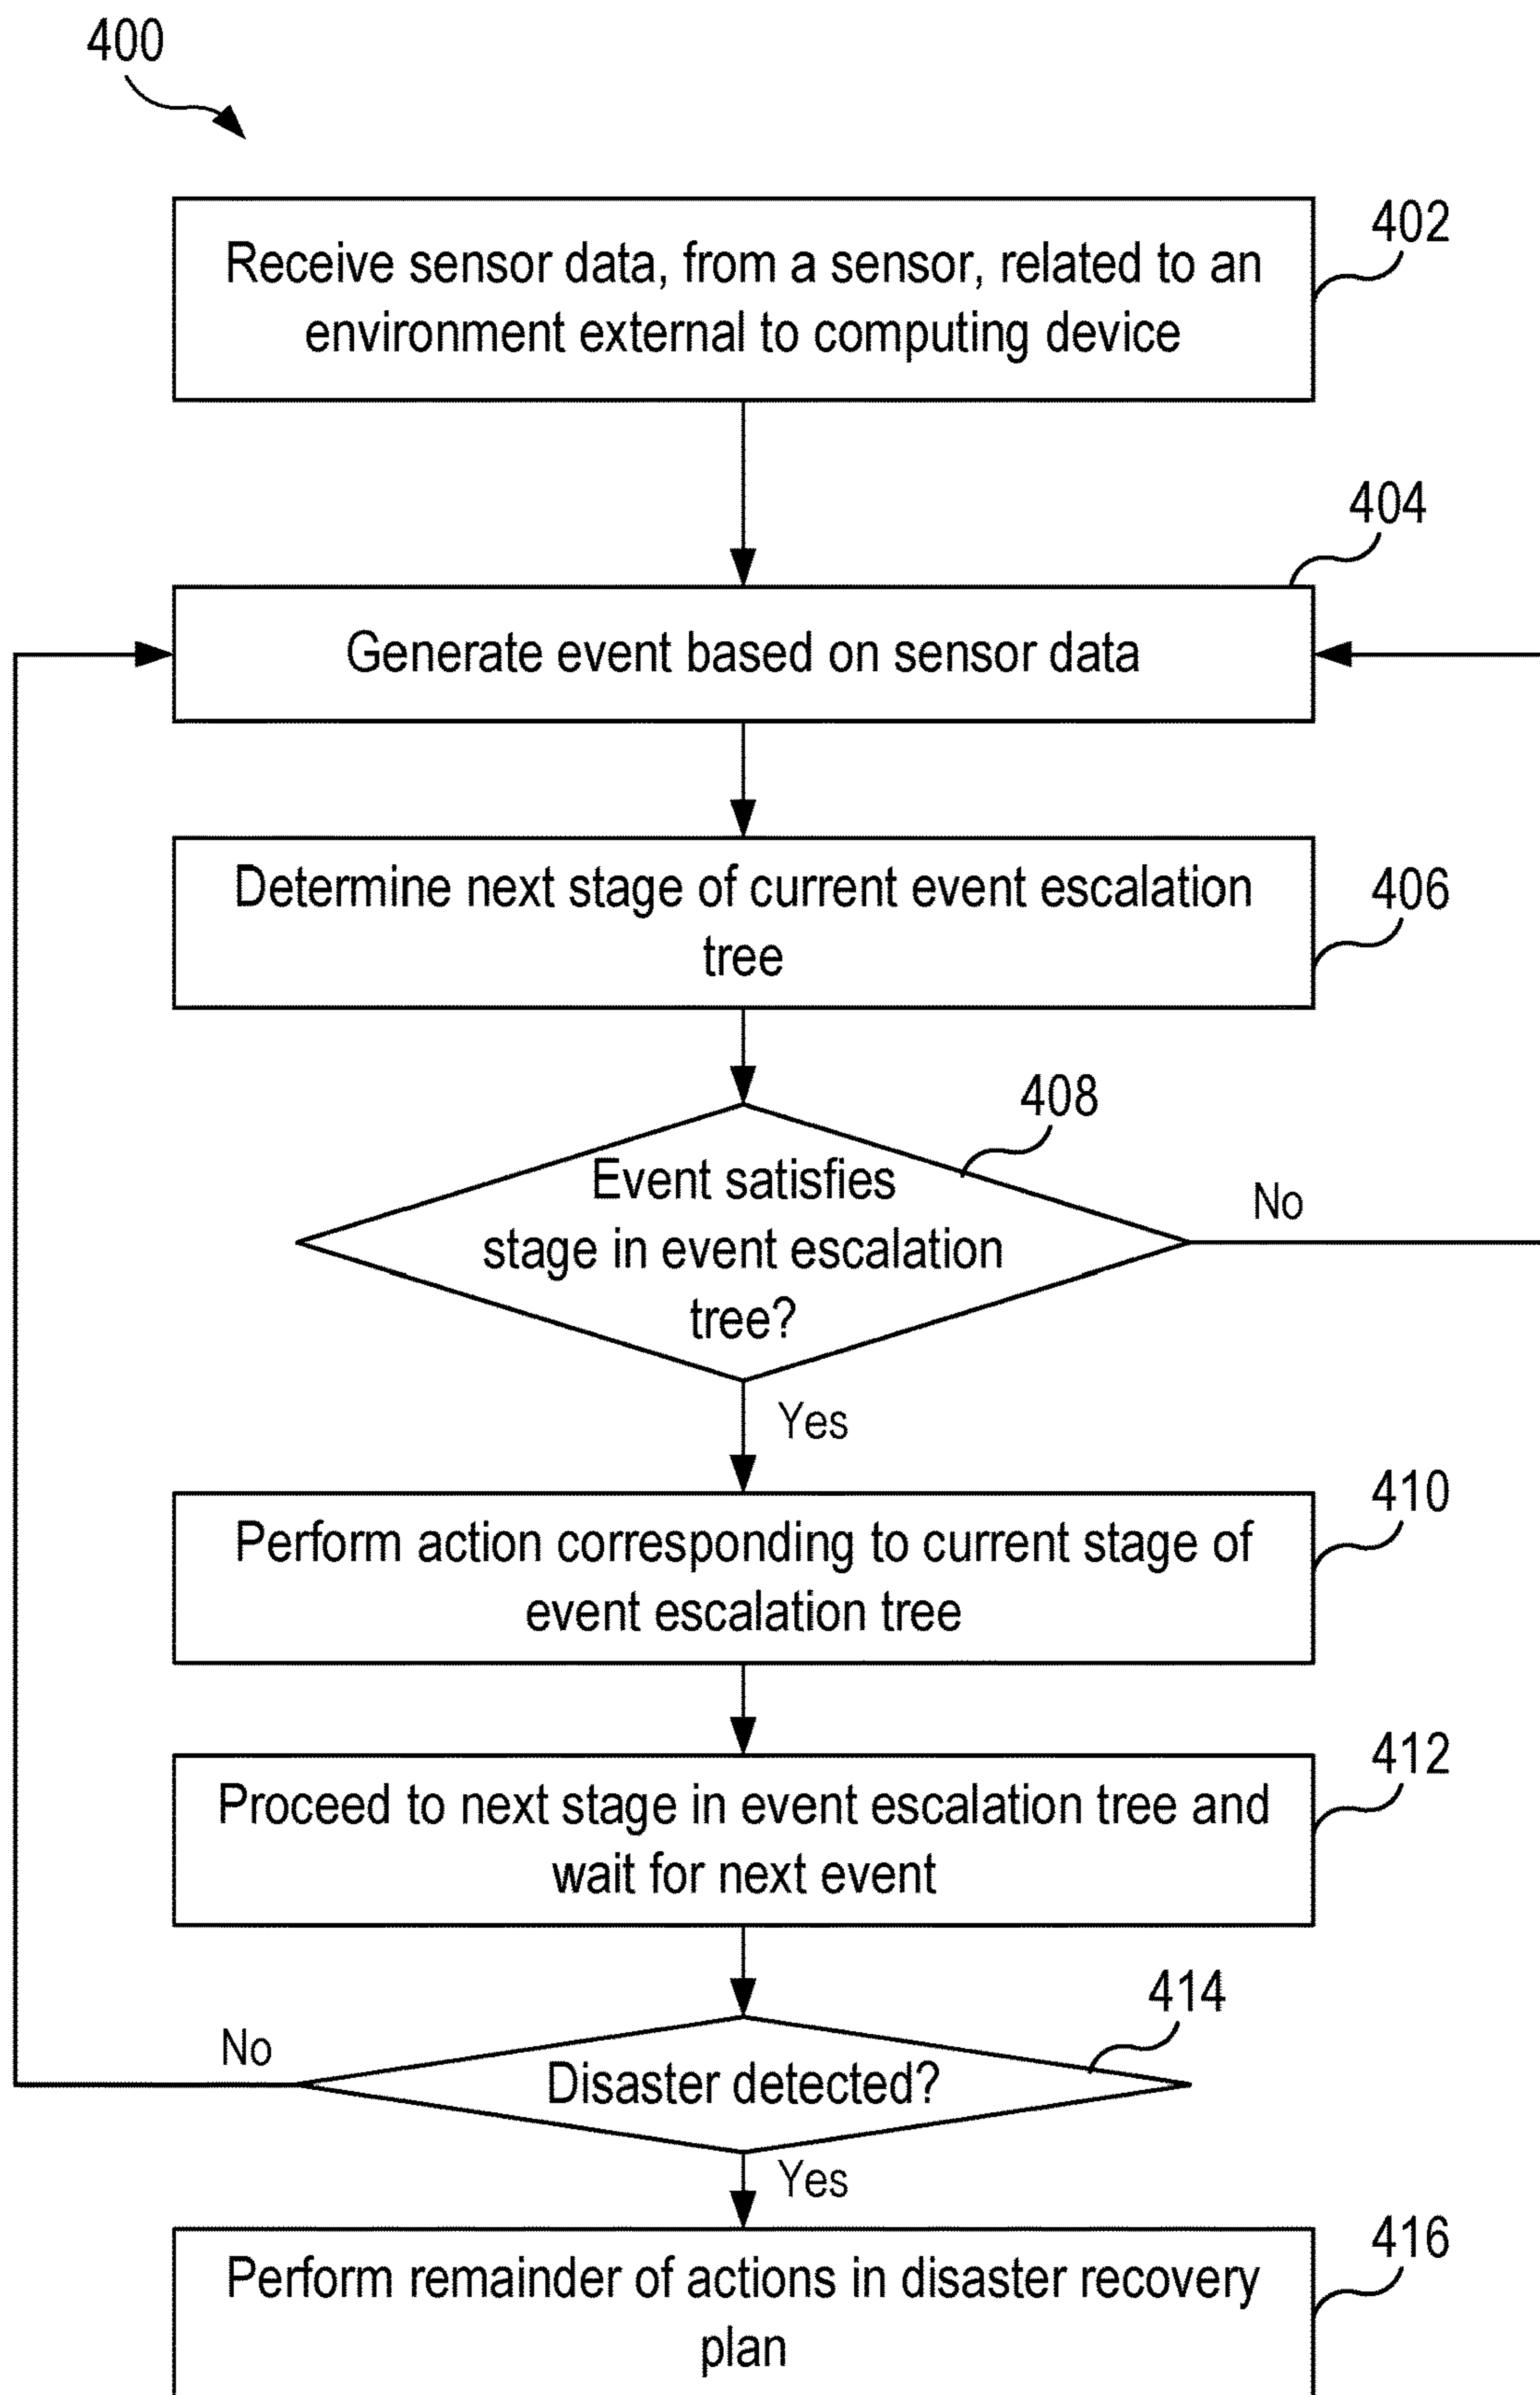 400
402
Receive sensor data, from a sensor, related to an
environment external to computing device
404
Generate event based on sensor data
Determine next stage of current event escalation
tree
406
408
Event satisfies
stage in event escalation
tree?
No
Yes
410
Perform action corresponding to current stage of
event escalation tree
412
Proceed to next stage in event escalation tree and
wait for next event
414
No
Disaster detected?
Yes
416
Perform remainder of actions in disaster recovery
plan